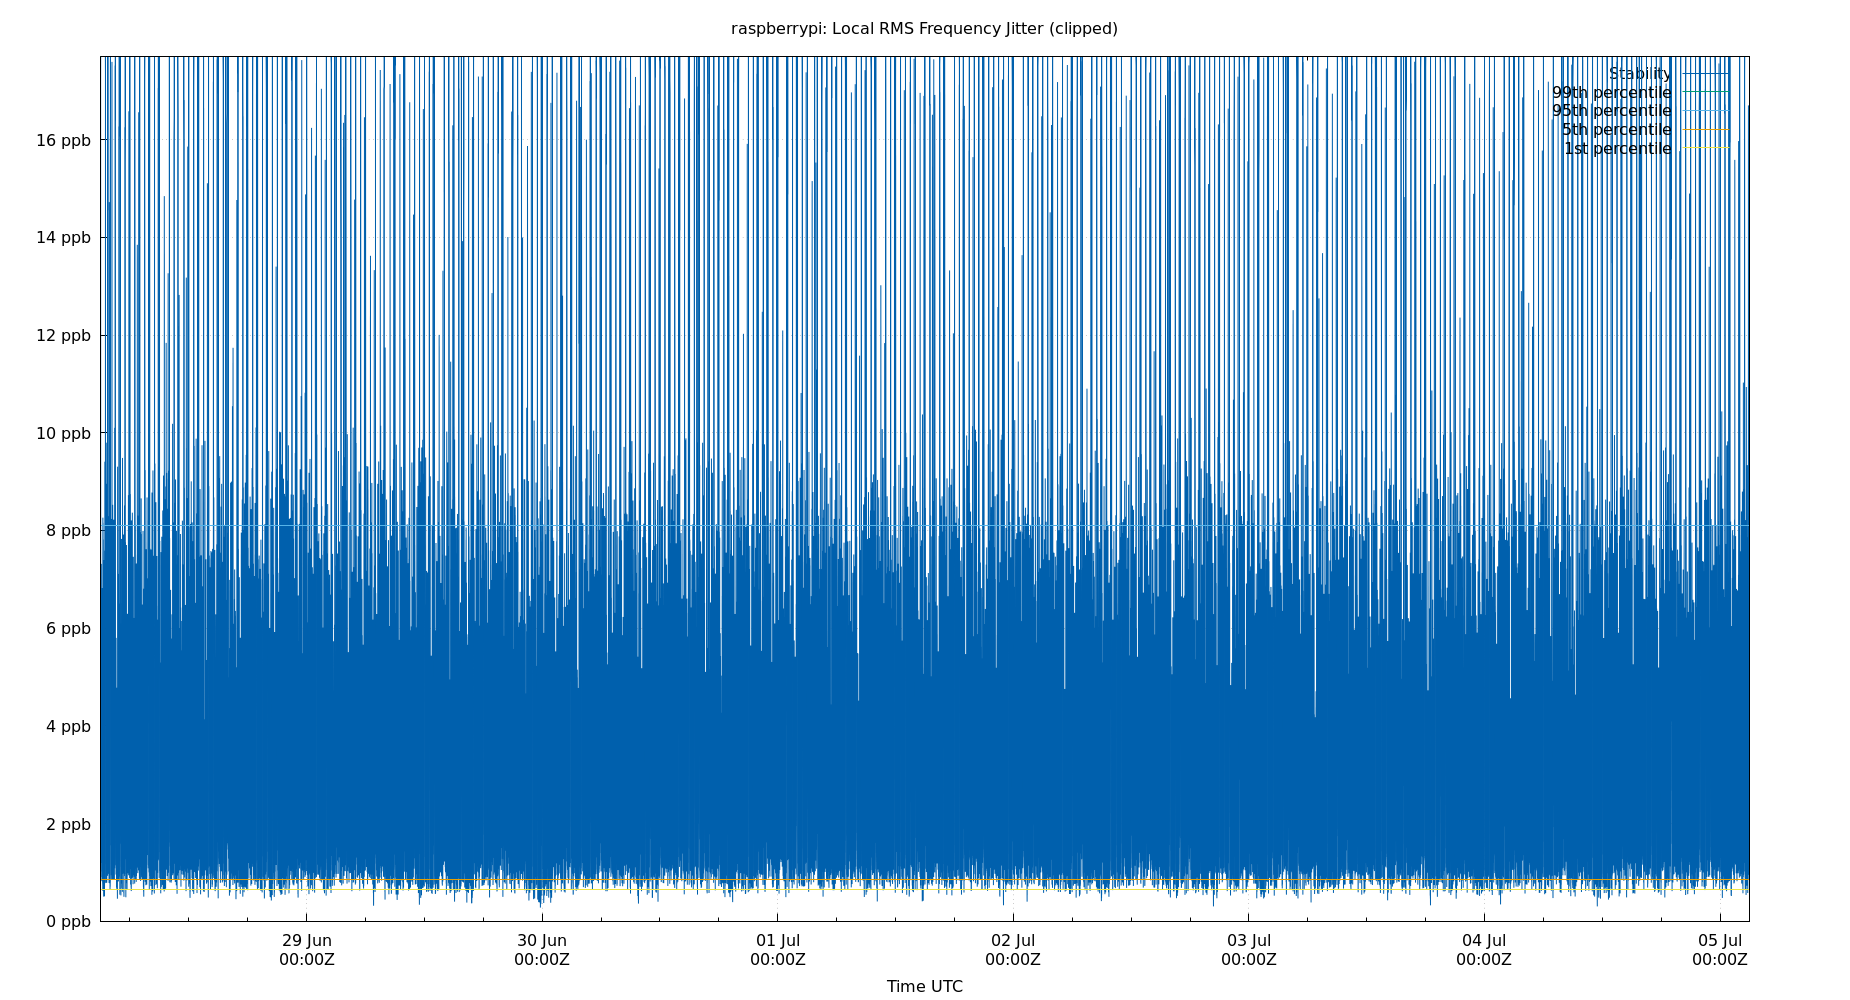 raspberrypi: Local RMS Frequency Jitter (clipped)
Stability
99th percentile
95th percentile
5th percentile
1st percentile
16 ppb
14 ppb
12 ppb
10 ppb
8 ppb
6 ppb
4 ppb
2 ppb
0 ppb
29 Jun 30 Jun 01 Jul 02 Jul 03 Jul 04 Jul 05 Jul
00:00Z 00:00Z 00:00Z 00:00Z 00:00Z 00:00Z 00:00Z
Time UTC